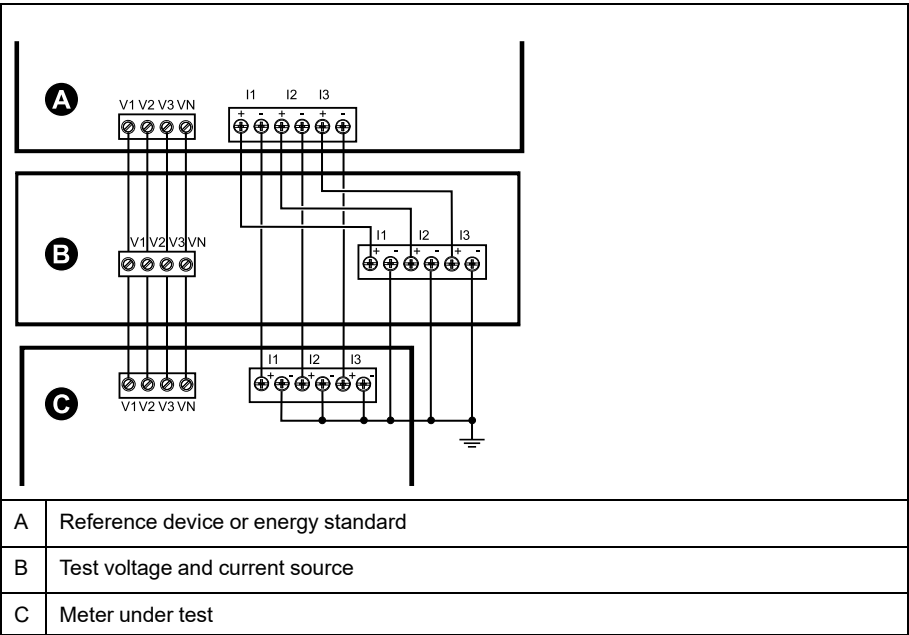 I1 I2 I3
A
V1 V2 V3 VN
+ - + - + -
V1 V2 V3 VN
I1 I2 I3
B
+ - + - + -
I1 I2 I3
C
+ - + - + -
V1 V2 V3 VN
A Reference device or energy standard
B Test voltage and current source
C Meter under test